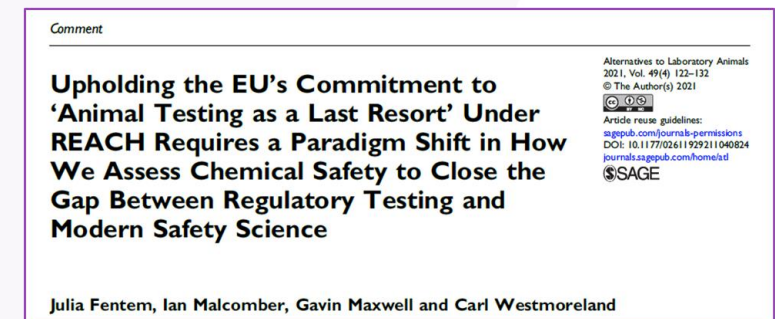 Comment
Upholding the EU's Commitment to
'Animal Testing as a Last Resort' Under
REACH Requires a Paradigm Shift in How
We Assess Chemical Safety to Close the
Gap Between Regulatory Testing and
Modern Safety Science
Alternatives to Laboratory Animals
2021, Vol. 49(4) 122–132
© The Author(s) 2021
Article reuse guidelines:
sagepub.com/journals-permissions
DOI: 10.1177/02611929211040824
journals.sagepub.com/home/atl
SAGE
Julia Fentem, Ian Malcomber, Gavin Maxwell and Carl Westmoreland